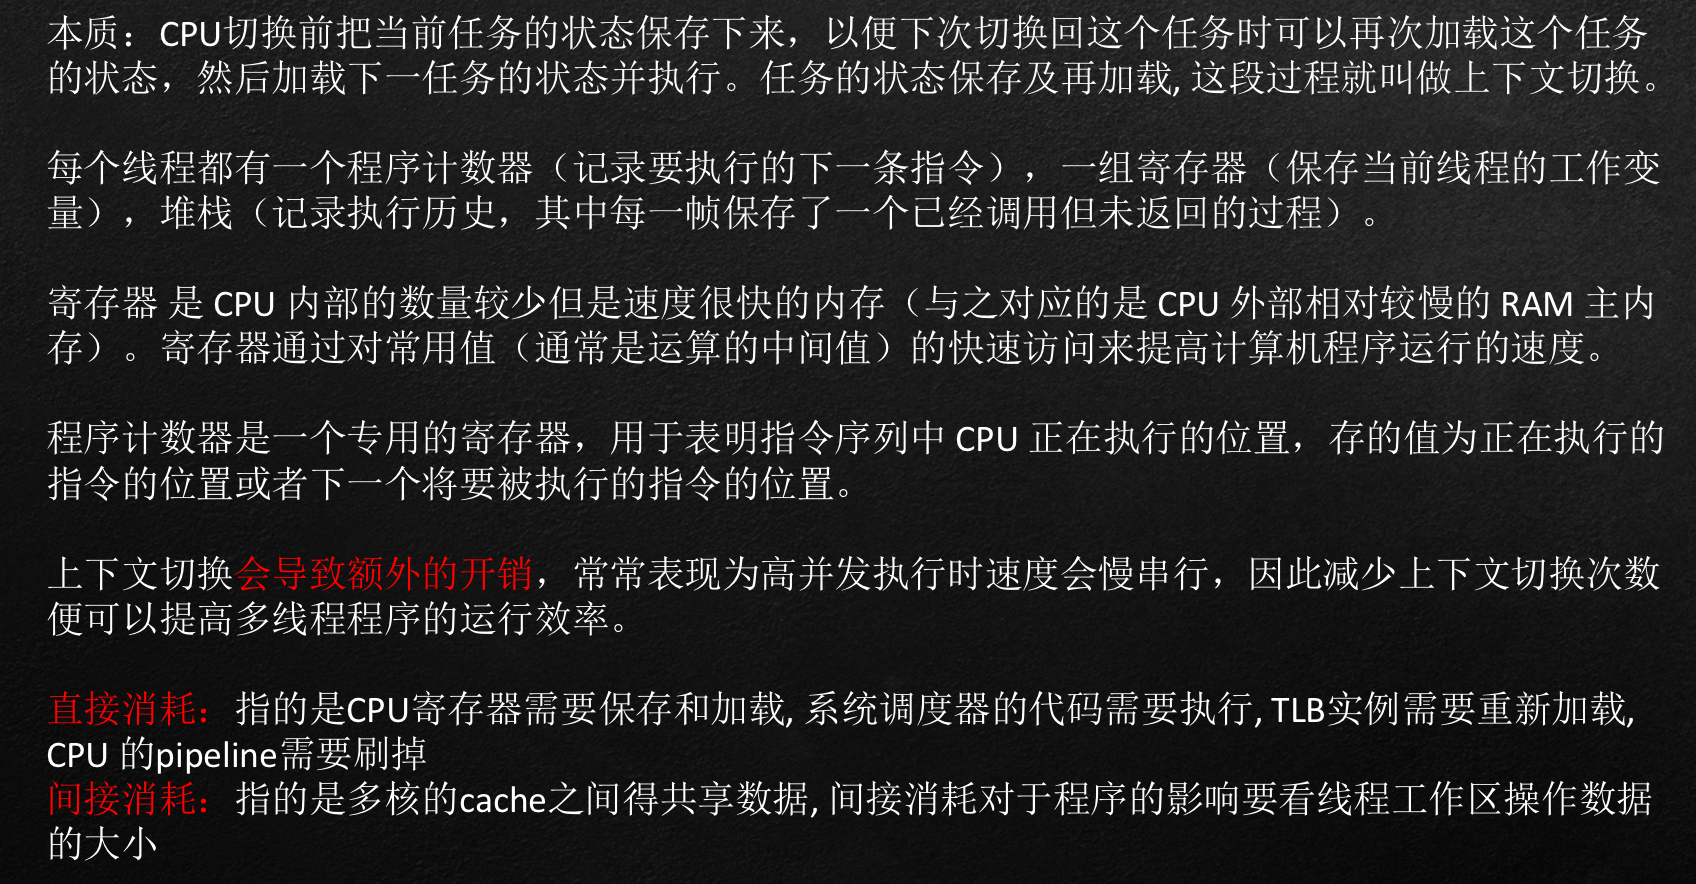 本质：CPU切换前把当前任务的状态保存下来，以便下次切换回这个任务时可以再次加载这个任务
的状态，然后加载下一任务的状态并执行。任务的状态保存及再加载, 这段过程就叫做上下文切换。
每个线程都有一个程序计数器（记录要执行的下一条指令），一组寄存器（保存当前线程的工作变
量），堆栈（记录执行历史，其中每一帧保存了一个已经调用但未返回的过程）。
寄存器 是 CPU 内部的数量较少但是速度很快的内存（与之对应的是 CPU 外部相对较慢的 RAM 主内
存）。寄存器通过对常用值（通常是运算的中间值）的快速访问来提高计算机程序运行的速度。
程序计数器是一个专用的寄存器，用于表明指令序列中 CPU 正在执行的位置，存的值为正在执行的
指令的位置或者下一个将要被执行的指令的位置。
上下文切换会导致额外的开销，常常表现为高并发执行时速度会慢串行，因此减少上下文切换次数
便可以提高多线程程序的运行效率。
直接消耗：指的是CPU寄存器需要保存和加载, 系统调度器的代码需要执行, TLB实例需要重新加载,
CPU 的pipeline需要刷掉
间接消耗：指的是多核的cache之间得共享数据, 间接消耗对于程序的影响要看线程工作区操作数据
的大小